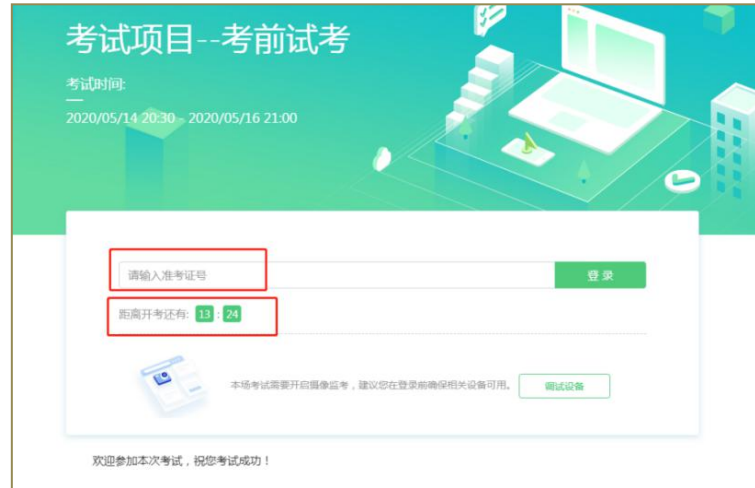 考试项目--考前试考
考试时间:
2020/05/14 20:30 - 2020/05/16 21:00
请输入准考证号
登 录
距离开考还有: 13 : 24
本场考试需要开启摄像监考，建议您在登录前确保相关设备可用。
调试设备
欢迎参加本次考试，祝您考试成功！